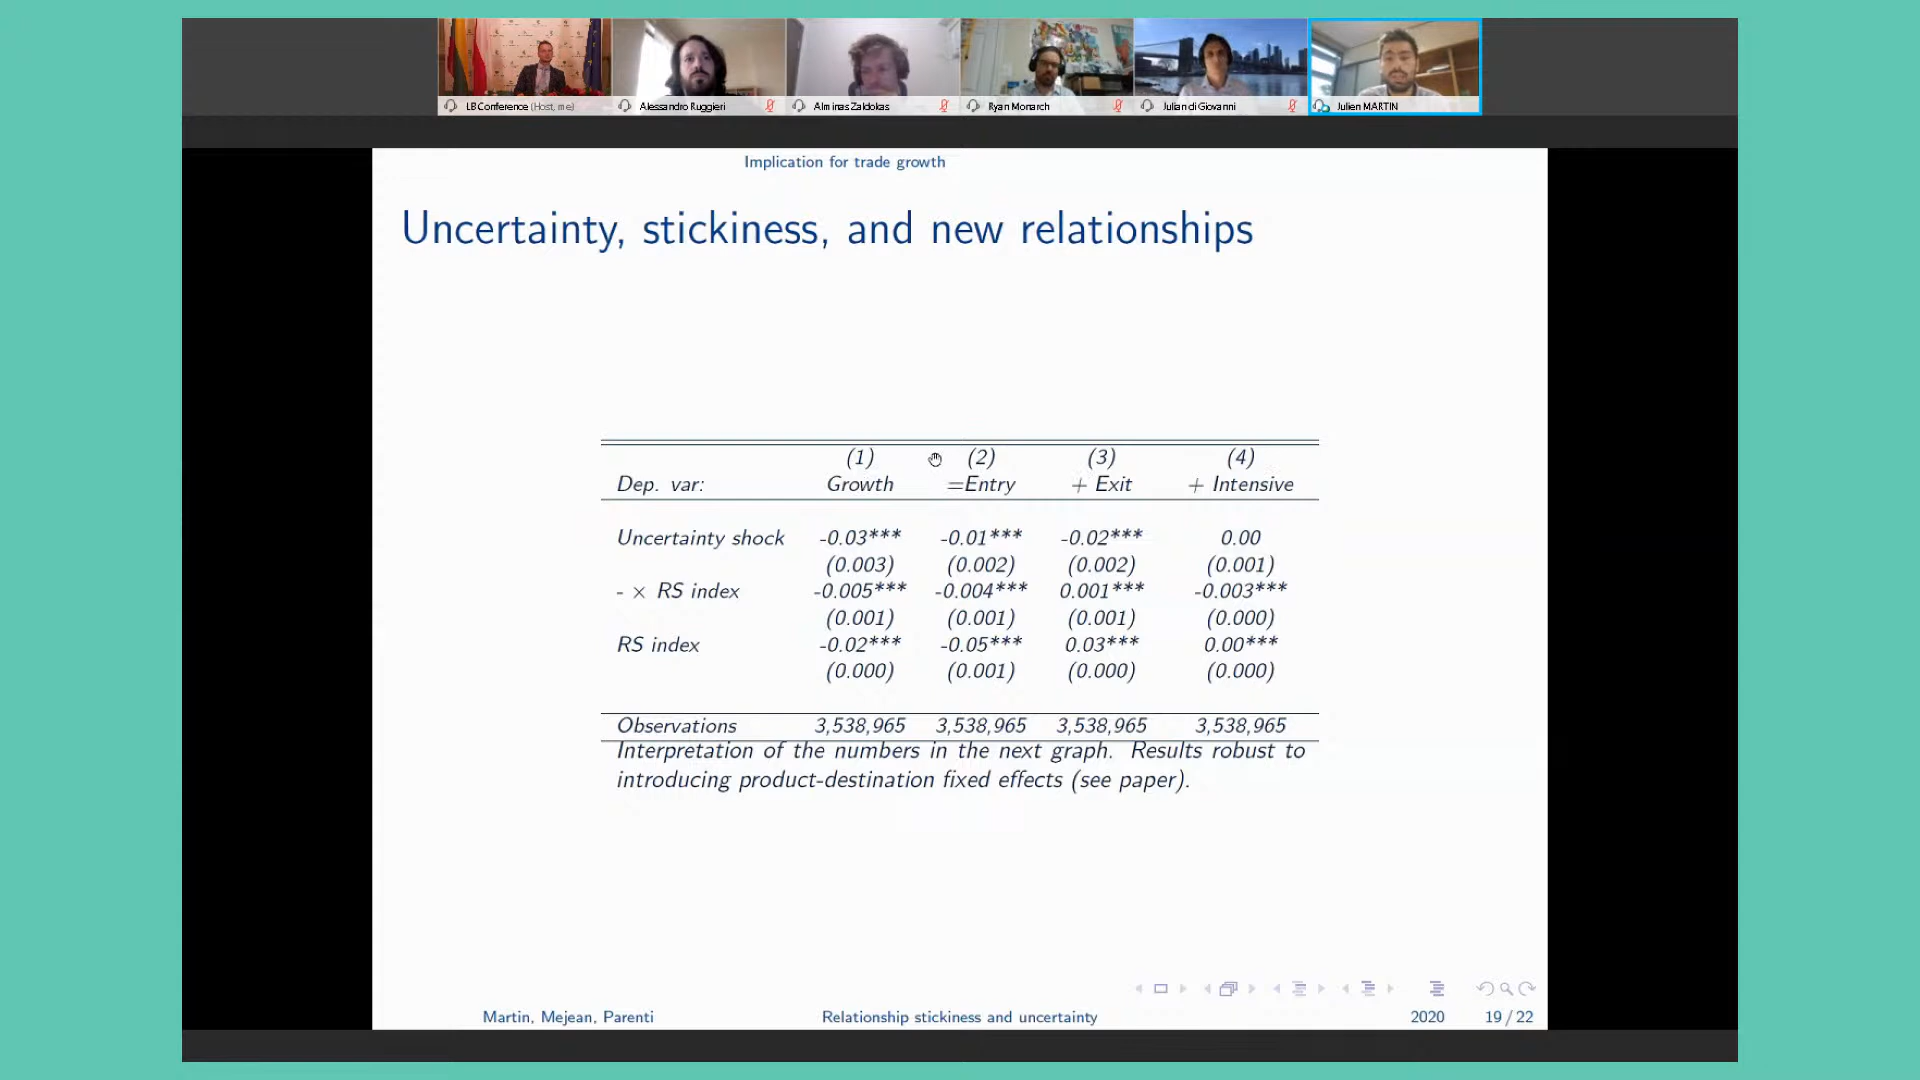 LB Conference (Host, me)
Alessandro Ruggieri
Alminas Zaldokas
Ryan Monarch
Julian di Giovanni
Julien MARTIN
Implication for trade growth
Uncertainty, stickiness, and new relationships
(1) (2) (3) (4)
Dep. var: Growth =Entry + Exit + Intensive
Uncertainty shock -0.03*** -0.01*** -0.02*** 0.00
(0.003) (0.002) (0.002) (0.001)
- × RS index -0.005*** -0.004*** 0.001*** -0.003***
(0.001) (0.001) (0.001) (0.000)
RS index -0.02*** -0.05*** 0.03*** 0.00***
(0.000) (0.001) (0.000) (0.000)
Observations 3,538,965 3,538,965 3,538,965 3,538,965
Interpretation of the numbers in the next graph. Results robust to
introducing product-destination fixed effects (see paper).
Martin, Mejean, Parenti Relationship stickiness and uncertainty 2020 19 / 22